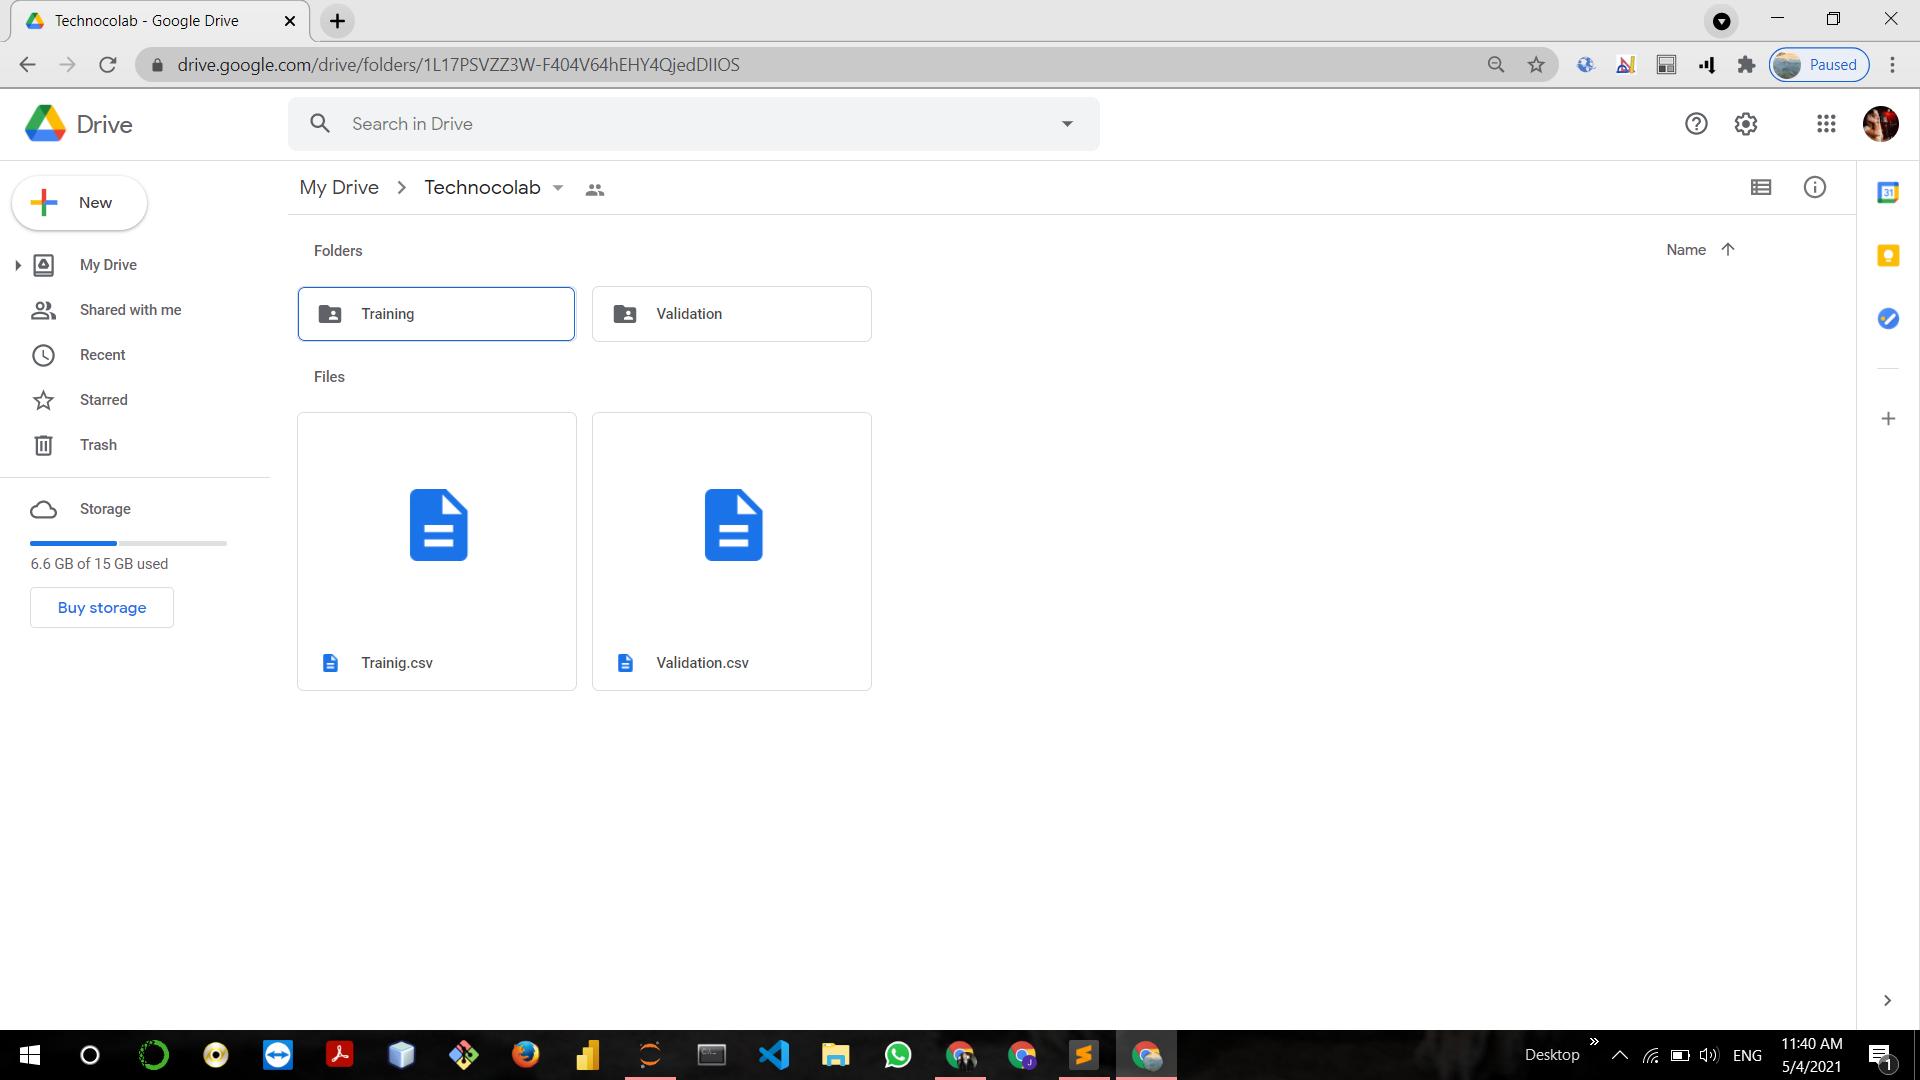 Technocolab - Google Drive
drive.google.com/drive/folders/1L17PSVZZ3W-F404V64hEHY4QjedDIIOS
Paused
Drive
Search in Drive
New
My Drive
Technocolab
31
My Drive
Shared with me
Recent
Starred
Trash
Storage
6.6 GB of 15 GB used
Buy storage
Folders
Name
Training
Validation
Files
Trainig.csv
Validation.csv
Desktop
ENG
11:40 AM
5/4/2021
1